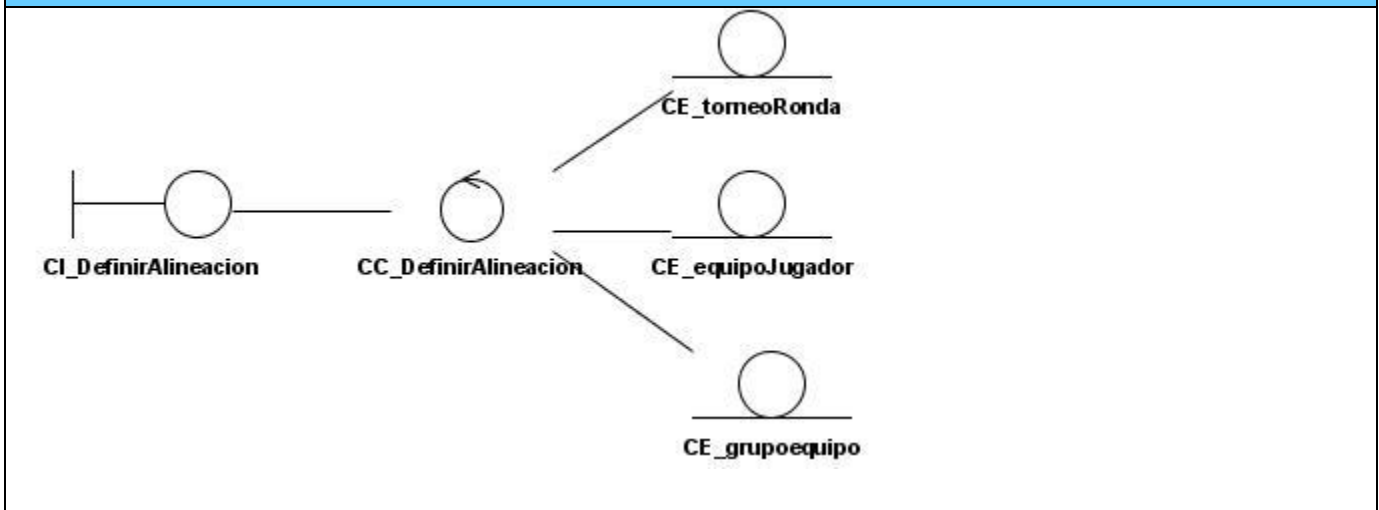 CE_torneoRonda
CI_DefinirAlineacion
CC_DefinirAlineacion
CE_equipoJugador
CE_grupoequipo